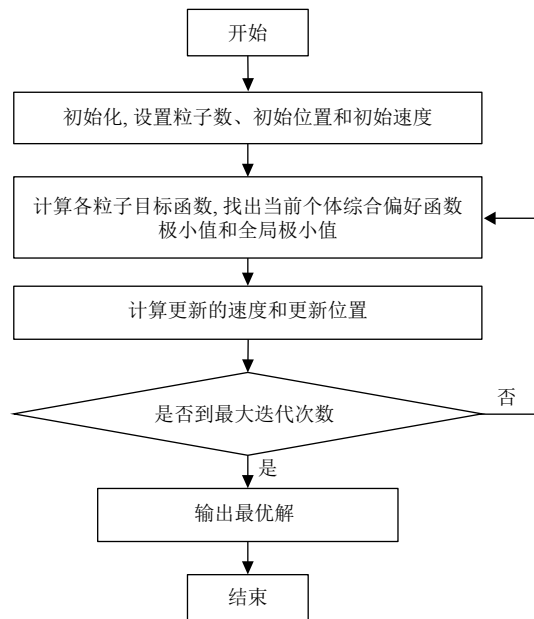 开始
初始化, 设置粒子数、初始位置和初始速度
计算各粒子目标函数, 找出当前个体综合偏好函数
极小值和全局极小值
计算更新的速度和更新位置
是否到最大迭代次数
否
是
输出最优解
结束